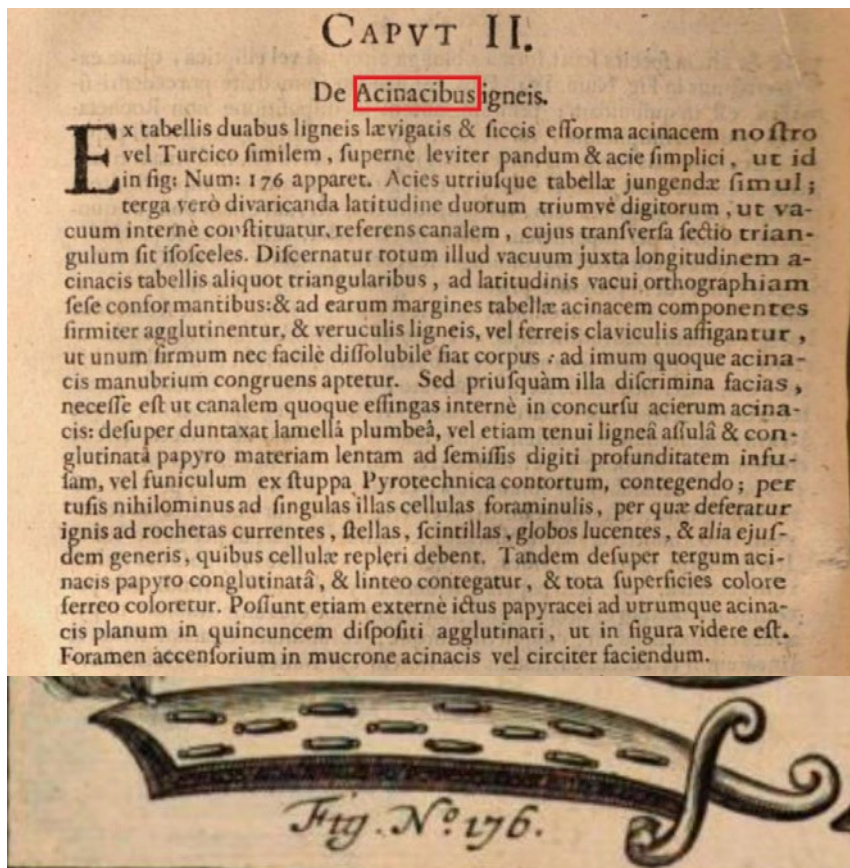 CAPVT II.
De Acinacibus igneis.
Ex tabellis duabus ligneis lævigatis & ſiccis efforma acinacem noſtro
vel Turcico ſimilem, ſuperne leviter pandum & acie ſimplici, ut id
in fig: Num: 176 apparet. Acies utriuſque tabellæ jungendæ ſimul;
terga verò divaricanda latitudine duorum triumvè digitorum, ut va-
cuum internè conſtituatur, referens canalem, cujus tranſverſa ſectio trian-
gulum ſit iſoſceles. Diſcernatur totum illud vacuum juxta longitudinem a-
cinacis tabellis aliquot triangularibus, ad latitudinis vacui orthographiam
ſeſe conformantibus: & ad earum margines tabellæ acinacem componentes
firmiter agglutinentur, & veruculis ligneis, vel ferreis claviculis affigantur,
ut unum firmum nec facilè diſſolubile fiat corpus: ad imum quoque acina-
cis manubrium congruens aptetur. Sed priuſquàm illa diſcrimina facias,
neceſſe eſt ut canalem quoque effingas internè in concurſu acierum acina-
cis: deſuper duntaxat lamellâ plumbeâ, vel etiam tenui ligneâ aſſulâ & con-
glutinatâ papyro materiam lentam ad ſemiſſis digiti profunditatem infu-
ſam, vel funiculum ex ſtuppa Pyrotechnica contortum, contegendo; per
tuſis nihilominus ad ſingulas illas cellulas foraminulis, per quæ deferatur
ignis ad rochetas currentes, ſtellas, ſcintillas, globos lucentes, & alia ejuſ-
dem generis, quibus cellulæ repleri debent. Tandem deſuper tergum aci-
nacis papyro conglutinatâ, & linteo contegatur, & tota ſuperficies colore
ferreo coloretur. Poſſunt etiam externè ictus papyracei ad utrumque acina-
cis planum in quincuncem diſpoſiti agglutinari, ut in figura videre eſt.
Foramen accenſorium in mucrone acinacis vel circiter faciendum.
Fig. Nº. 176.